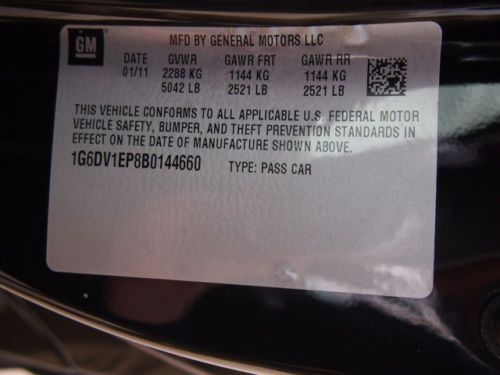 GM
MFD BY GENERAL MOTORS LLC
DATE GVWR GAWR FRT GAWR RR
01/11 2288 KG 1144 KG 1144 KG
5042 LB 2521 LB 2521 LB
THIS VEHICLE CONFORMS TO ALL APPLICABLE U.S. FEDERAL MOTOR
VEHICLE SAFETY, BUMPER, AND THEFT PREVENTION STANDARDS IN
EFFECT ON THE DATE OF MANUFACTURE SHOWN ABOVE.
1G6DV1EP8B0144660 TYPE: PASS CAR